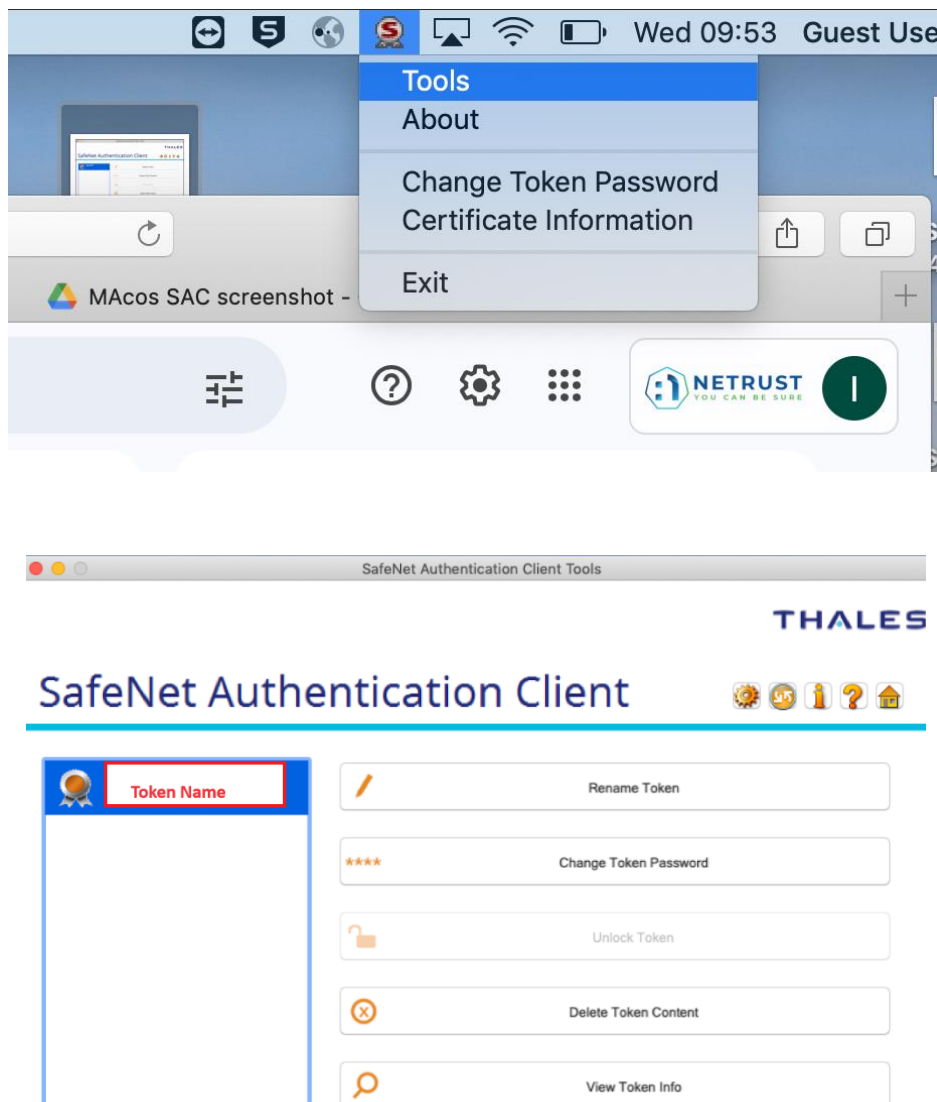 Wed 09:53 Guest Use
Tools
About
Change Token Password
Certificate Information
Exit
MAcos SAC screenshot -
NETRUST
YOU CAN BE SURE
I
SafeNet Authentication Client Tools
THALES
SafeNet Authentication Client
Token Name
Rename Token
**** Change Token Password
Unlock Token
Delete Token Content
View Token Info